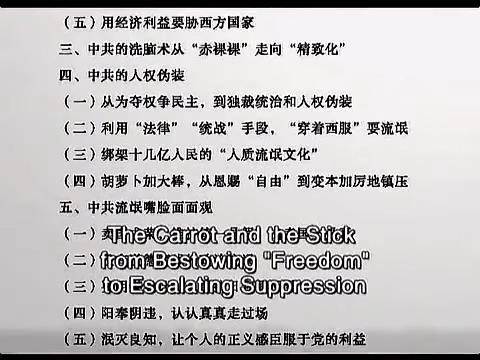 （五）用经济利益要胁西方国家
三、中共的洗脑术从“赤裸裸”走向“精致化”
四、中共的人权伪装
（一）从为夺权争民主，到独裁统治和人权伪装
（二）利用“法律”“统战”手段，“穿着西服”耍流氓
（三）绑架十几亿人民的“人质流氓文化”
（四）胡萝卜加大棒，从恩赐“自由”到变本加厉地镇压
五、中共流氓嘴脸面面观
（一）卖 荣 国
The Carrot and the Stick
（二）
from Bestowing "Freedom"
（三）
to Escalating Suppression
（四）阳奉阴违，认认真真走过场
（五）泯灭良知，让个人的正义感臣服于党的利益